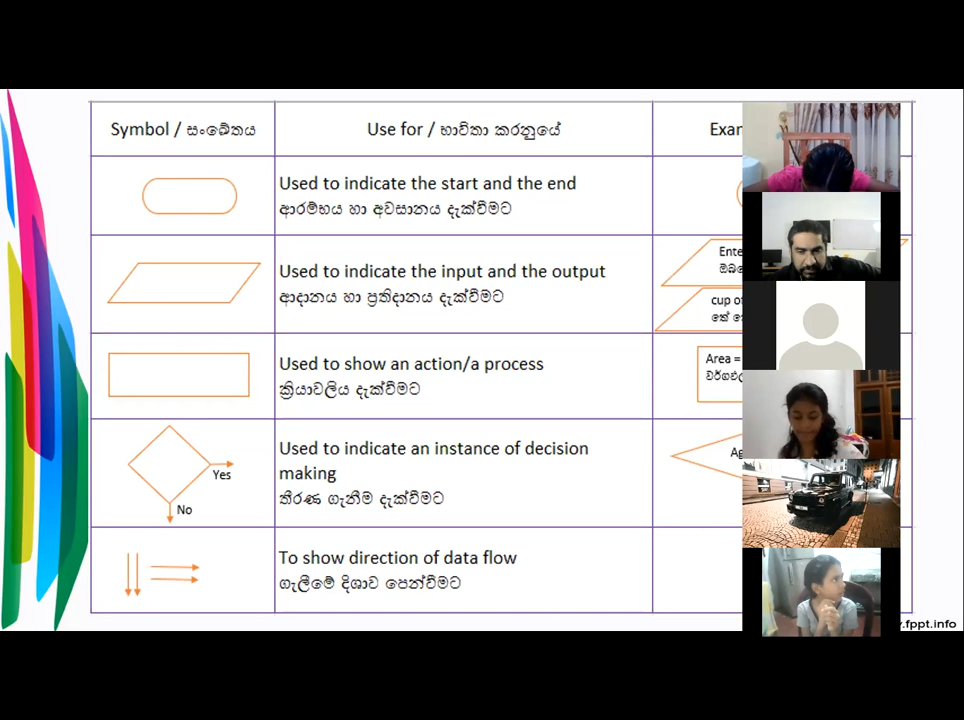 Symbol / සංඛේතය
Use for / භාවිතා කරනුයේ
Used to indicate the start and the end
ආරම්භය හා අවසානය දැක්වීමට
Used to indicate the input and the output
ආදානය හා ප්‍රතිදානය දැක්වීමට
cup of
Used to show an action/a process
ක්‍රියාවලිය දැක්වීමට
Area =
Yes
No
Used to indicate an instance of decision
making
තීරණ ගැනීම දැක්වීමට
To show direction of data flow
ගැලීමේ දිශාව පෙන්වීමට
.fppt.info